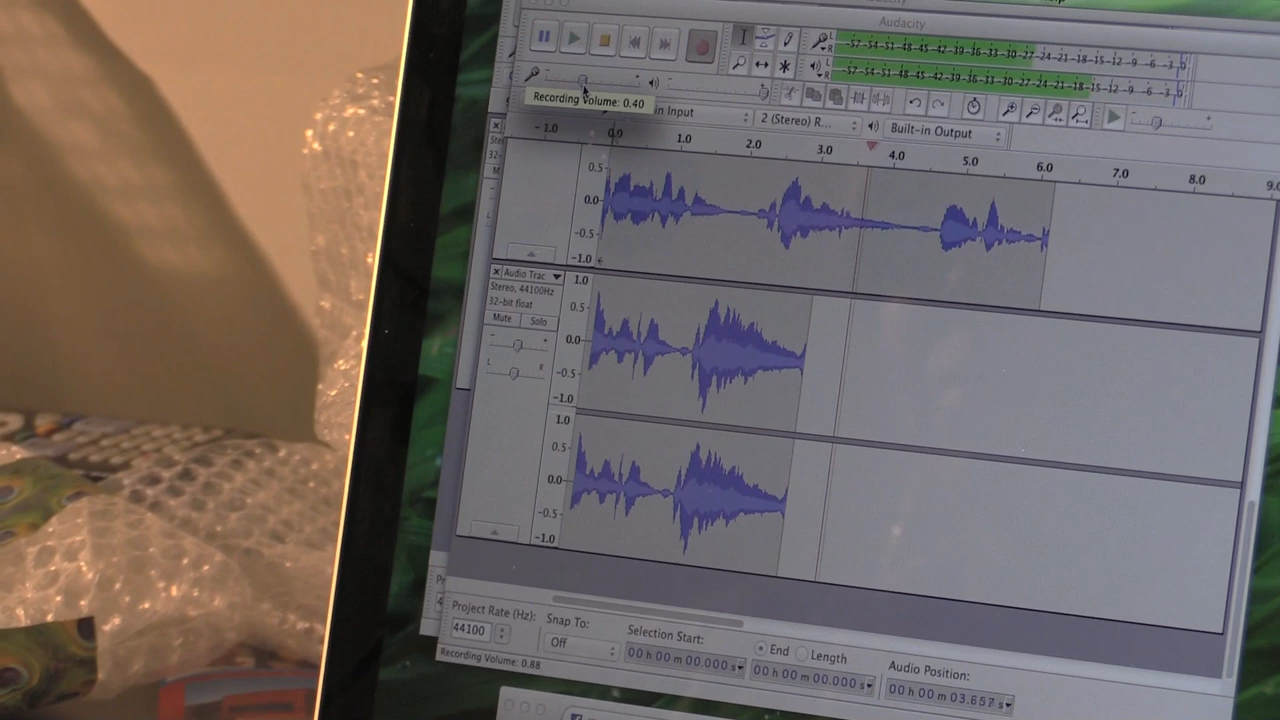 Audacity
L -57 -54 -51 -48 -45 -42 -39 -36 -33 -30 -27 -24 -21 -18 -15 -12 -9 -6 -3 0
R
L -57 -54 -51 -48 -45 -42 -39 -36 -33 -30 -27 -24 -21 -18 -15 -12 -9 -6 -3 0
R
- +
- +
Recording Volume: 0.40
Input
2 (Stereo) R...
Built-in Output
- 1.0 0.0 1.0 2.0 3.0 4.0 5.0 6.0 7.0 8.0 9.0
0.5
0.0
-0.5
-1.0
Audio Trac
Stereo, 44100Hz
32-bit float
Mute Solo
- +
L R
1.0
0.5
0.0
-0.5
-1.0
1.0
0.5
0.0
-0.5
-1.0
Project Rate (Hz):
44100
Snap To:
Off
Selection Start:
00 h 00 m 00.000 s
End Length
00 h 00 m 00.000 s
Audio Position:
00 h 00 m 03.657 s
Recording Volume: 0.88